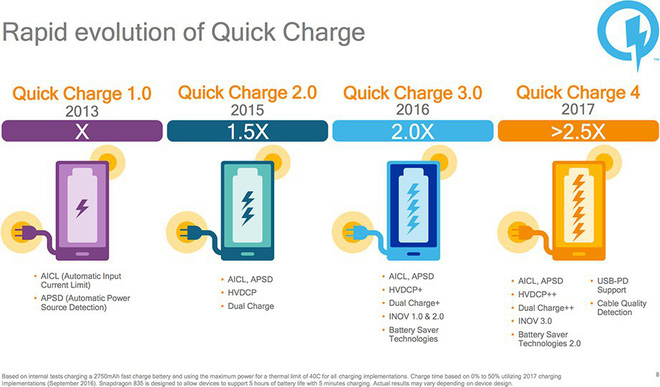 Rapid evolution of Quick Charge
TM
Quick Charge 1.0
2013
X
• AICL (Automatic Input
Current Limit)
• APSD (Automatic Power
Source Detection)
Quick Charge 2.0
2015
1.5X
• AICL, APSD
• HVDCP
• Dual Charge
Quick Charge 3.0
2016
2.0X
• AICL, APSD
• HVDCP+
• Dual Charge+
• INOV 1.0 & 2.0
• Battery Saver
Technologies
Quick Charge 4
2017
>2.5X
• AICL, APSD
• HVDCP++
• Dual Charge++
• INOV 3.0
• Battery Saver
Technologies 2.0
• USB-PD
Support
• Cable Quality
Detection
Based on internal tests charging a 2750mAh fast charge battery and using the maximum power for a thermal limit of 40C for all charging implementations. Charge time based on 0% to 50% utilizing 2017 charging
implementations (September 2016). Snapdragon 835 is designed to allow devices to support 5 hours of battery life with 5 minutes charging. Actual results may vary depending on device design.
8